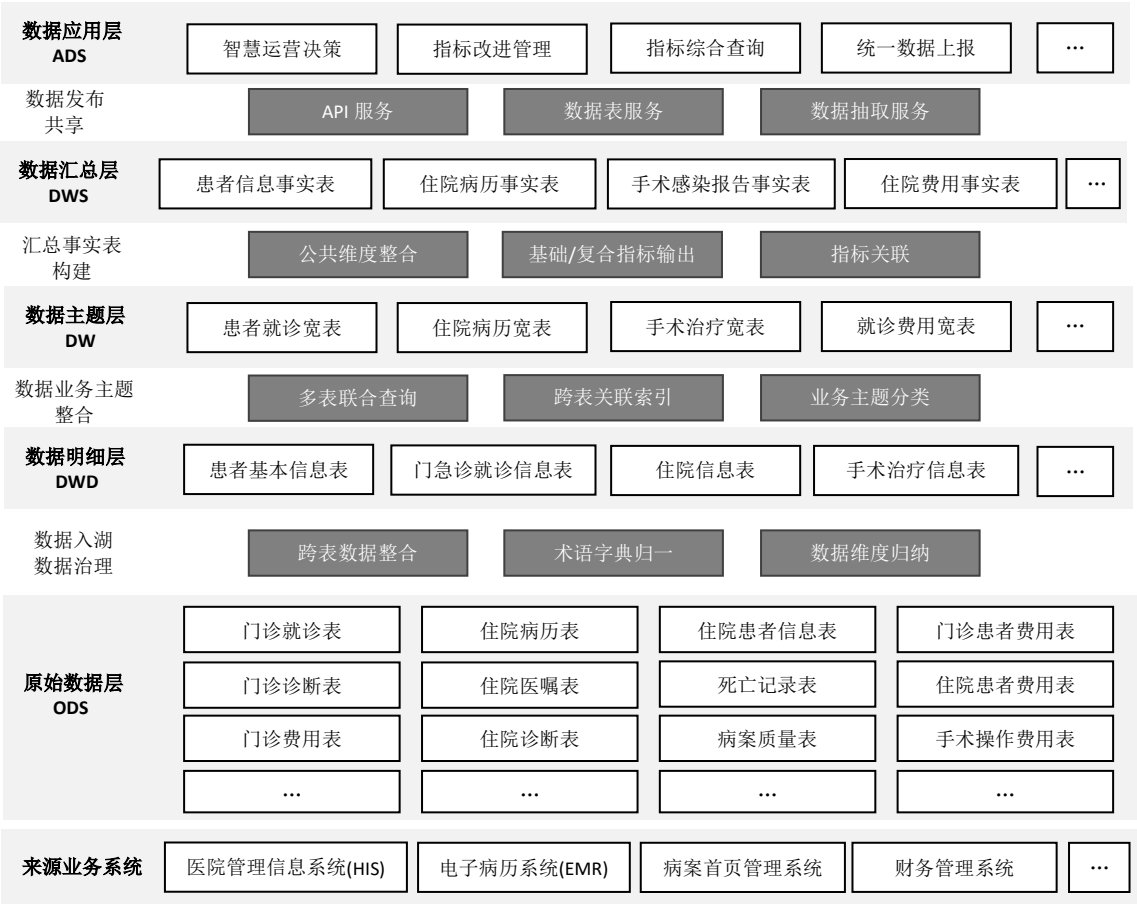 数据应用层
ADS
智慧运营决策
指标改进管理
指标综合查询
统一数据上报
…
数据发布
共享
API 服务
数据表服务
数据抽取服务
数据汇总层
DWS
患者信息事实表
住院病历事实表
手术感染报告事实表
住院费用事实表
…
汇总事实表
构建
公共维度整合
基础/复合指标输出
指标关联
数据主题层
DW
患者就诊宽表
住院病历宽表
手术治疗宽表
就诊费用宽表
…
数据业务主题
整合
多表联合查询
跨表关联索引
业务主题分类
数据明细层
DWD
患者基本信息表
门急诊就诊信息表
住院信息表
手术治疗信息表
…
数据入湖
数据治理
跨表数据整合
术语字典归一
数据维度归纳
原始数据层
ODS
门诊就诊表
住院病历表
住院患者信息表
门诊患者费用表
门诊诊断表
住院医嘱表
死亡记录表
住院患者费用表
门诊费用表
住院诊断表
病案质量表
手术操作费用表
…
…
…
…
来源业务系统
医院管理信息系统(HIS)
电子病历系统(EMR)
病案首页管理系统
财务管理系统
…